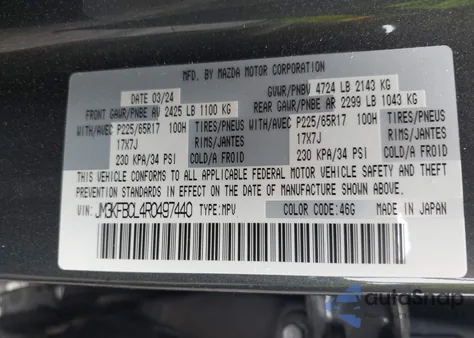 MFD. BY MAZDA MOTOR CORPORATION
DATE 03/24 GVWR/PNBV 4724 LB 2143 KG
FRONT GAWR/PNBE AV 2425 LB 1100 KG REAR GAWR/PNBE AR 2299 LB 1043 KG
WITH/AVEC P225/65R17 100H TIRES/PNEUS WITH/AVEC P225/65R17 100H TIRES/PNEUS
17X7J RIMS/JANTES 17X7J RIMS/JANTES
230 KPA/34 PSI COLD/A FROID 230 KPA/34 PSI COLD/A FROID
THIS VEHICLE CONFORMS TO ALL APPLICABLE FEDERAL MOTOR VEHICLE SAFETY AND THEFT
PREVENTION STANDARDS IN EFFECT ON THE DATE OF MANUFACTURE SHOWN ABOVE.
VIN: JM3KFBCL4R0497440 TYPE:MPV COLOR CODE:46G MADE IN JAPAN
autoSnap